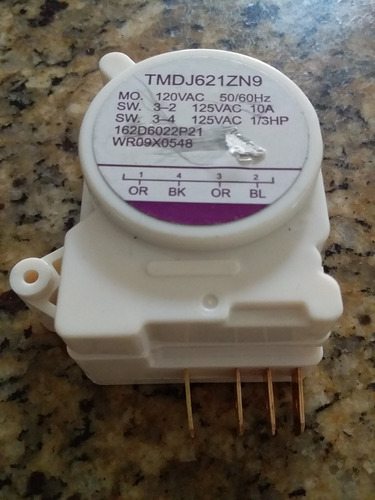 TMDJ621ZN9
MO. 120VAC 50/60Hz
SW. 3-2 125VAC 10A
SW. 3-4 125VAC 1/3HP
162D6022P21
WR09X0548
1 4 3 2
OR BK OR BL